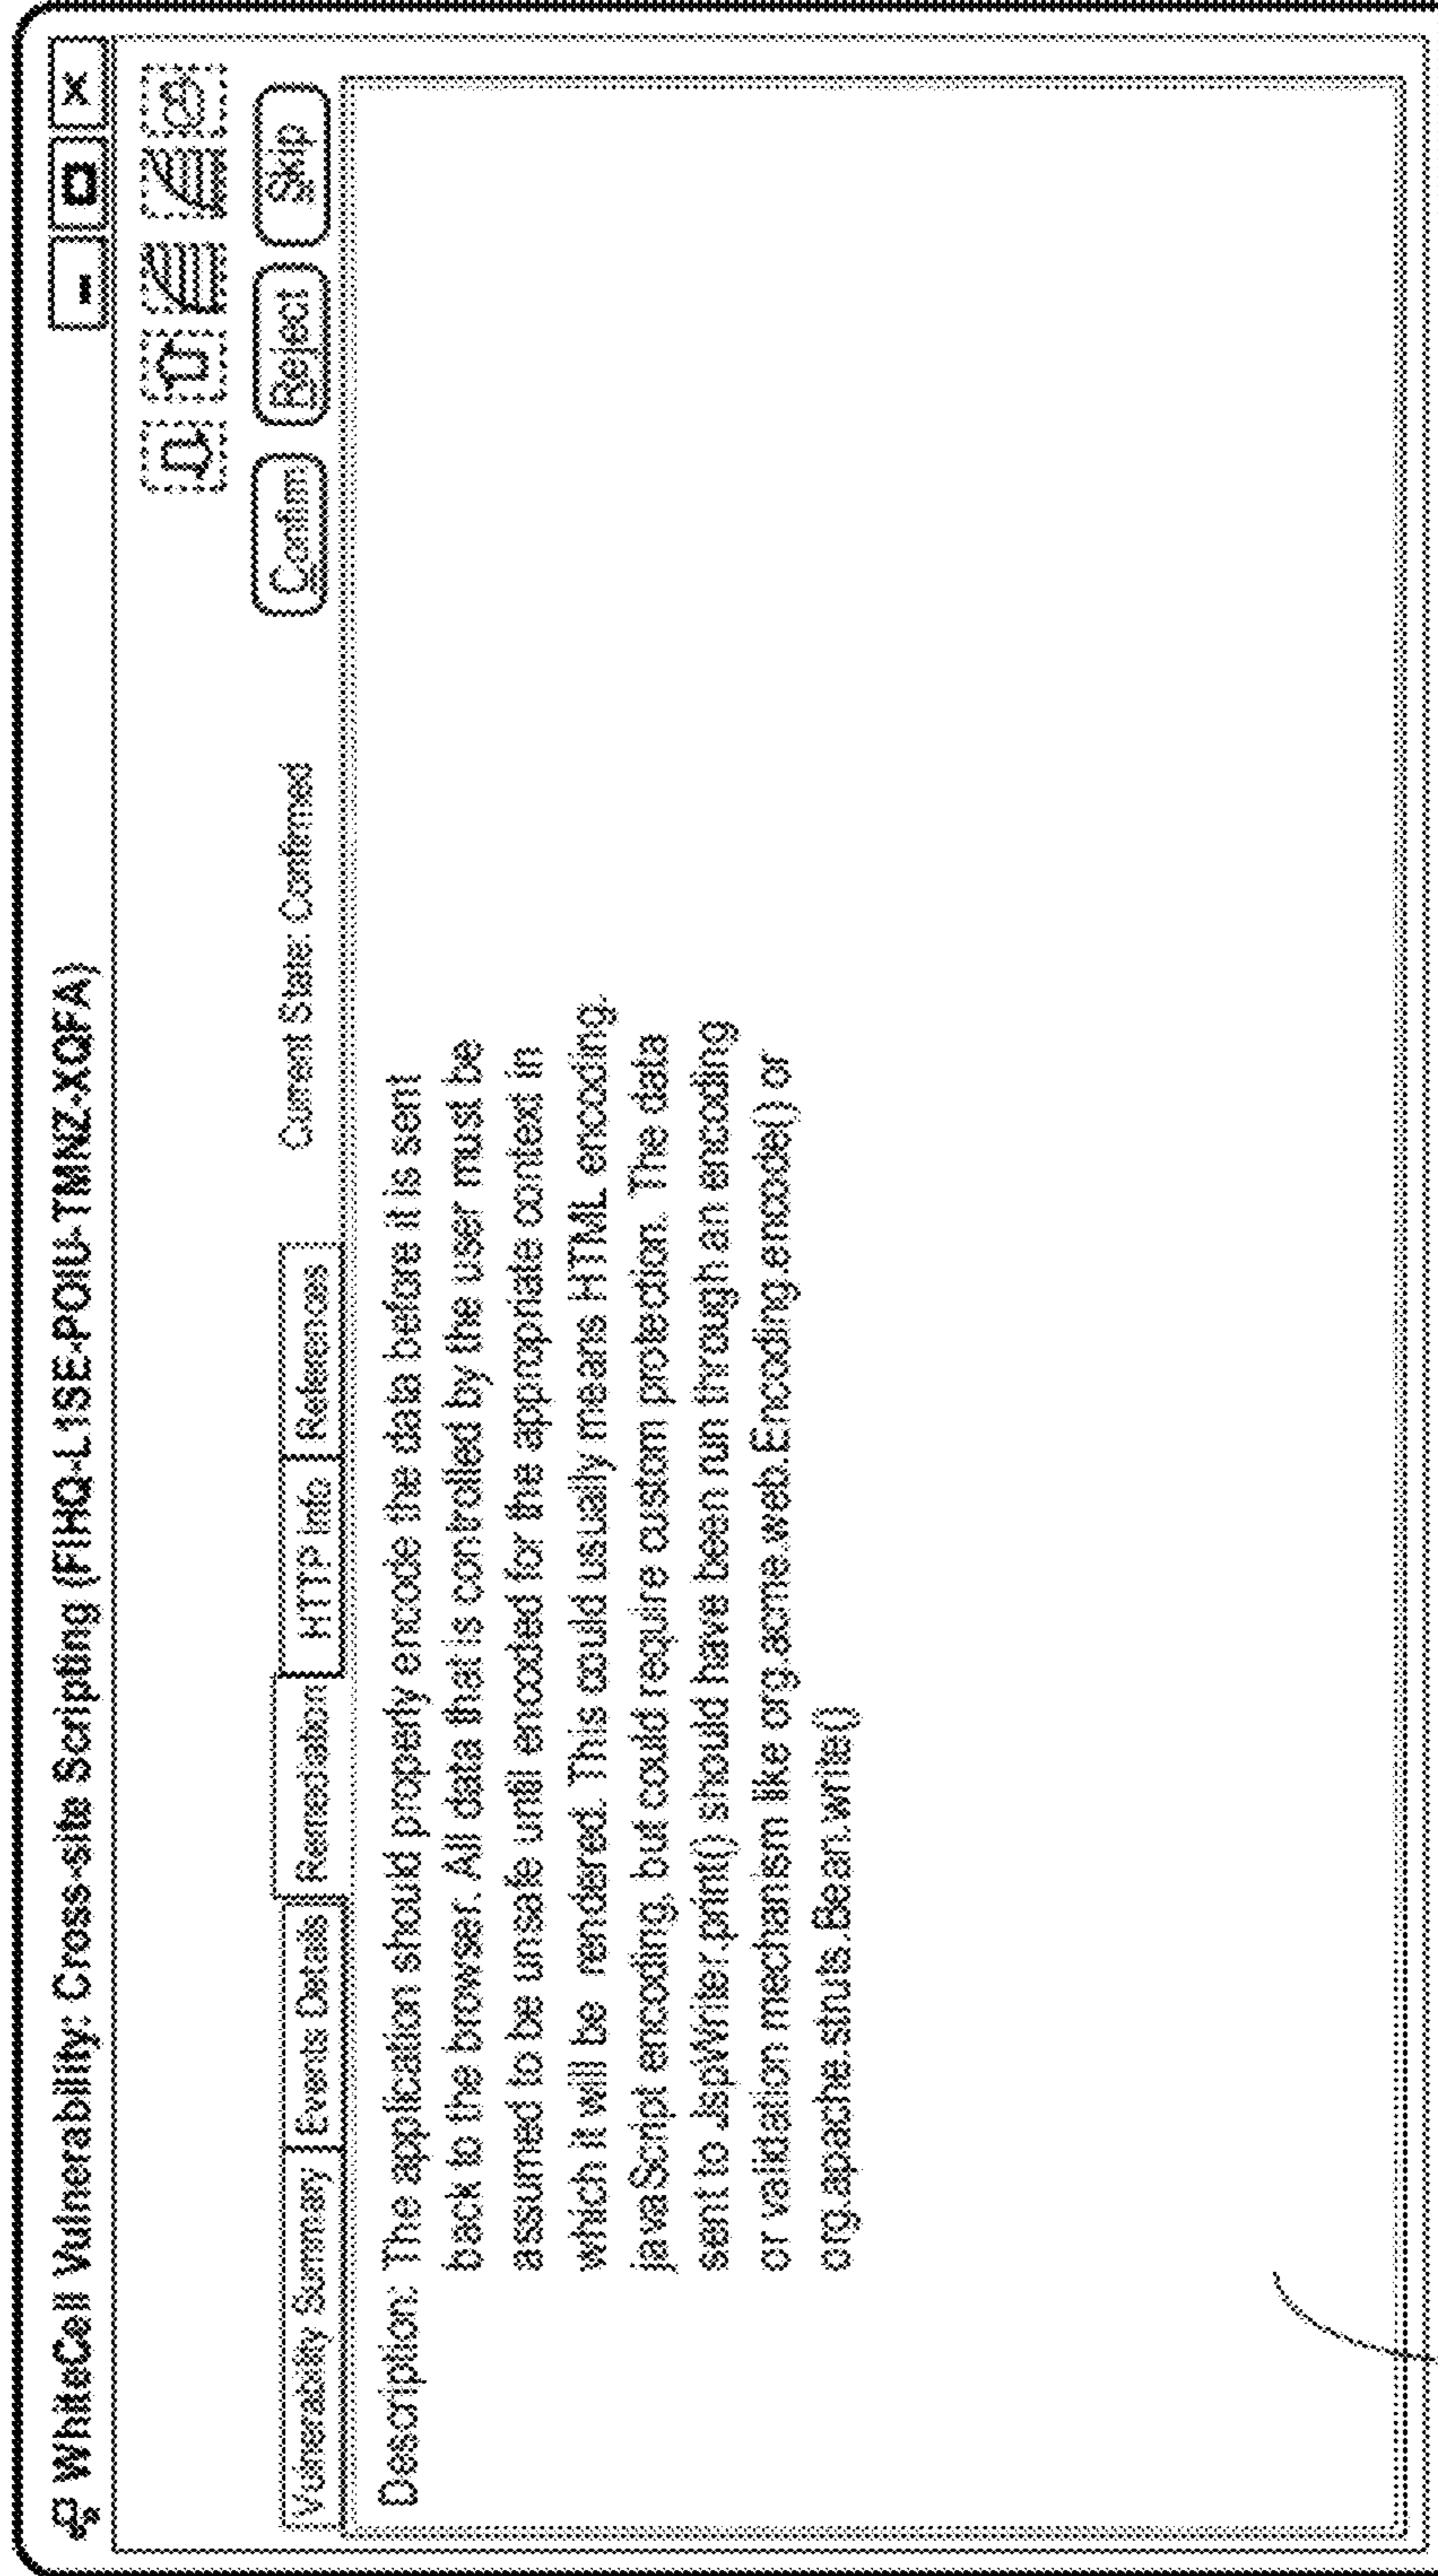 WhiteCell Vulnerability: Cross-site Scripting (FIHQ-L1SE-POIU-TMNZ-XQFA)
Confirm Reject Skip
Vulnerability Summary Events Details Remediation HTTP Info References Current State: Confirmed
Description: The application should properly encode the data before it is sent
back to the browser. All data that is controlled by the user must be
assumed to be unsafe until encoded for the appropriate context in
which it will be rendered. This could usually means HTML encoding,
javaScript encoding, but could require custom protection. The data
sent to JspWriter.print() should have been run through an encoding
or validation mechanism like org.acme.web.Encoding.encode() or
org.apache.struts.Bean.write()